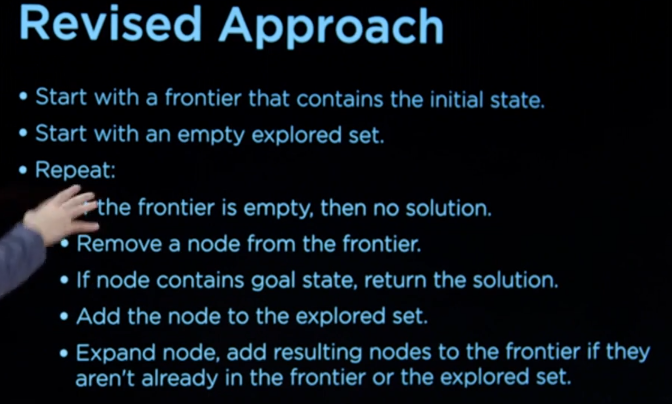 Revised Approach
• Start with a frontier that contains the initial state.
• Start with an empty explored set.
• Repeat:
the frontier is empty, then no solution.
• Remove a node from the frontier.
• If node contains goal state, return the solution.
• Add the node to the explored set.
• Expand node, add resulting nodes to the frontier if they
aren't already in the frontier or the explored set.